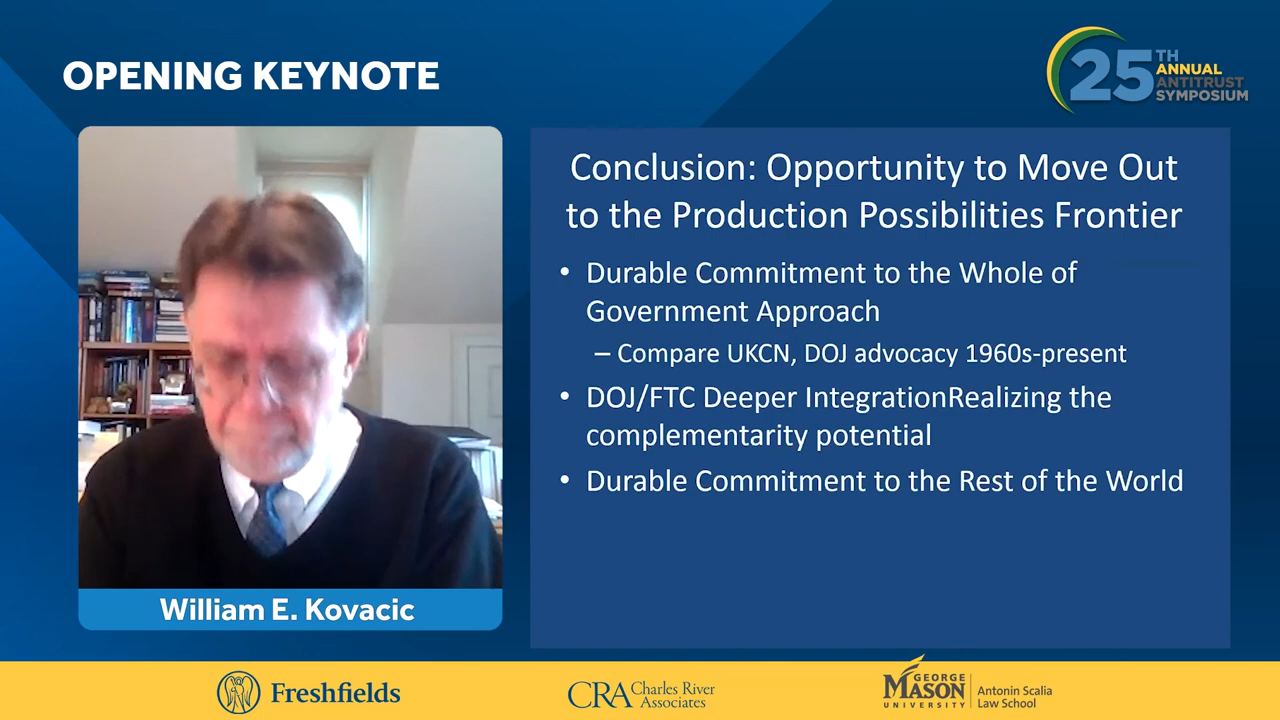 OPENING KEYNOTE
25TH
ANNUAL
ANTITRUST
SYMPOSIUM
Conclusion: Opportunity to Move Out
to the Production Possibilities Frontier
• Durable Commitment to the Whole of
Government Approach
– Compare UKCN, DOJ advocacy 1960s-present
• DOJ/FTC Deeper IntegrationRealizing the
complementarity potential
• Durable Commitment to the Rest of the World
William E. Kovacic
Freshfields
CRA Charles River
Associates
GEORGE
MASON
UNIVERSITY
Antonin Scalia
Law School